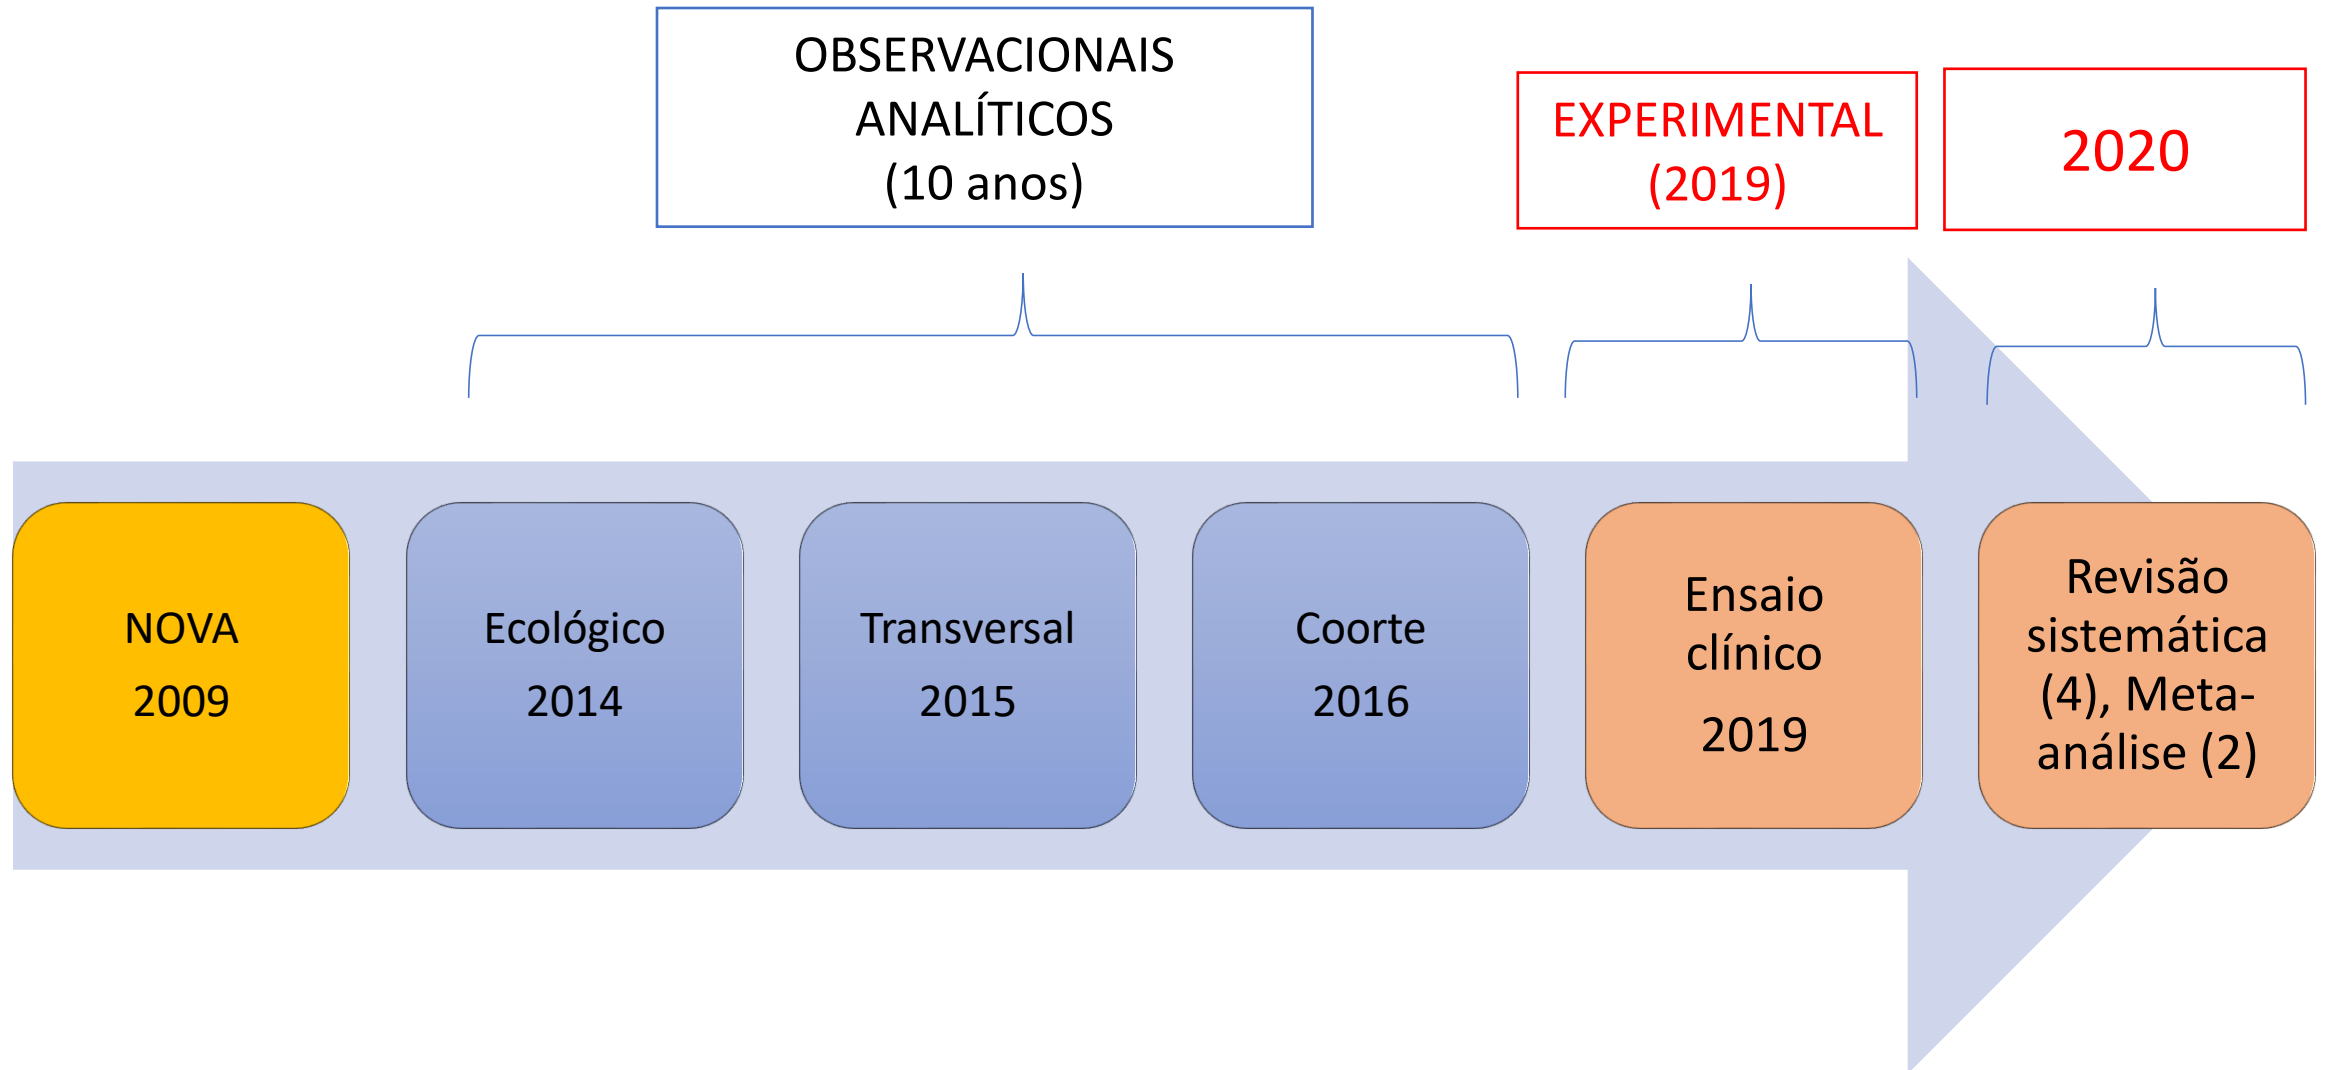 OBSERVACIONAIS
ANALÍTICOS
(10 anos)
EXPERIMENTAL
(2019)
2020
NOVA
2009
Ecológico
2014
Transversal
2015
Coorte
2016
Ensaio
clínico
2019
Revisão
sistemática
(4), Meta-
análise (2)